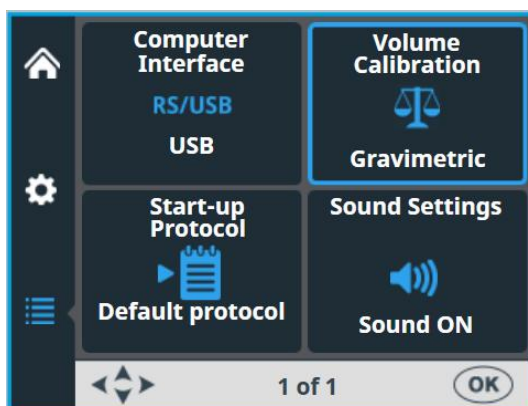 Computer
Interface
RS/USB
USB
Volume
Calibration
Gravimetric
Start-up
Protocol
Default protocol
Sound Settings
Sound ON
1 of 1
OK